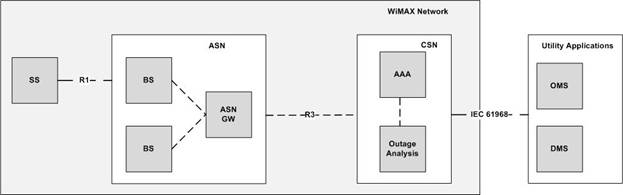 WiMAX Network
ASN
CSN
Utility Applications
SS
R1
BS
BS
ASN
GW
R3
AAA
Outage
Analysis
IEC 61968
OMS
DMS